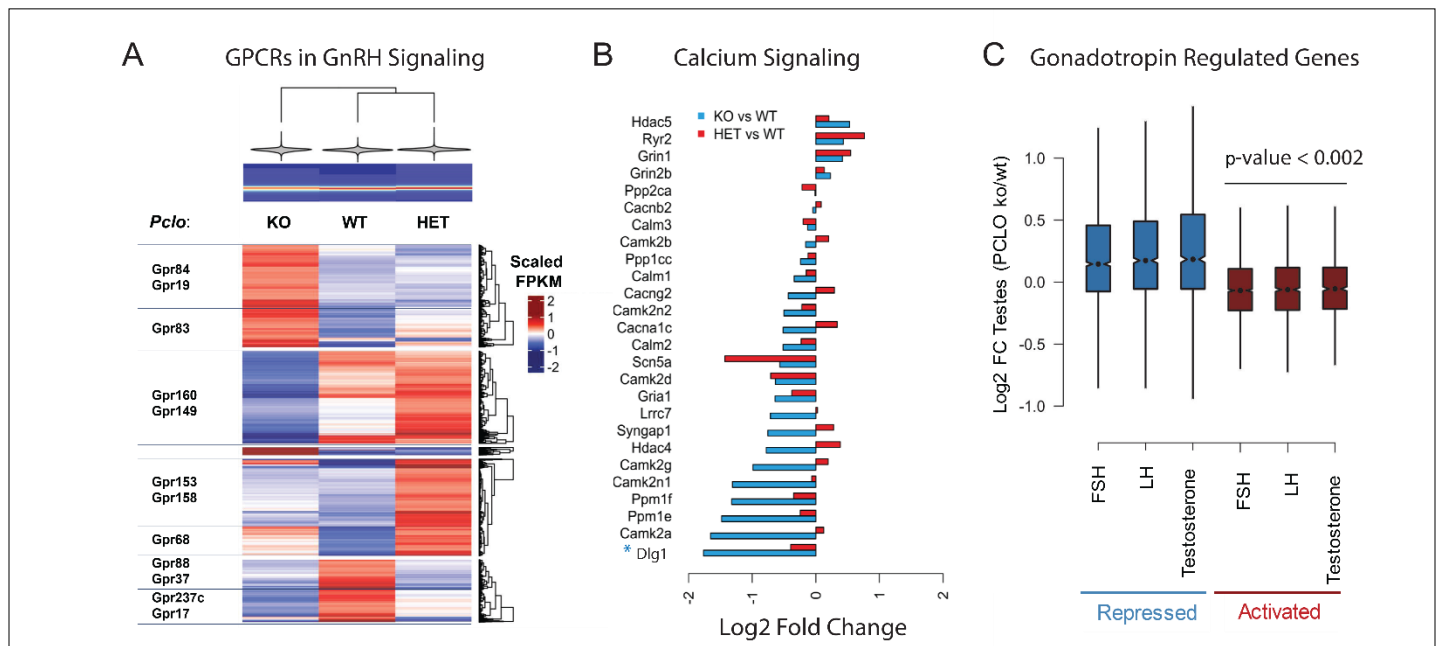 A
GPCRs in GnRH Signaling
Pclo:
KO
WT
HET
Gpr84
Gpr19
Gpr83
Gpr160
Gpr149
Gpr153
Gpr158
Gpr68
Gpr88
Gpr37
Gpr237c
Gpr17
Scaled
FPKM
2
1
0
-1
-2
B
Calcium Signaling
KO vs WT
HET vs WT
Hdac5
Ryr2
Grin1
Grin2b
Ppp2ca
Cacnb2
Calm3
Camk2b
Ppp1cc
Calm1
Cacng2
Camk2n2
Cacna1c
Calm2
Scn5a
Camk2d
Gria1
Lrrc7
Syngap1
Hdac4
Camk2g
Camk2n1
Ppm1f
Ppm1e
Camk2a
* Dlg1
-2
-1
0
1
2
Log2 Fold Change
C
Gonadotropin Regulated Genes
p-value < 0.002
Log2 FC Testes (PCLO ko/wt)
1.0
0.5
0.0
-0.5
-1.0
FSH
LH
Testosterone
FSH
LH
Testosterone
Repressed
Activated